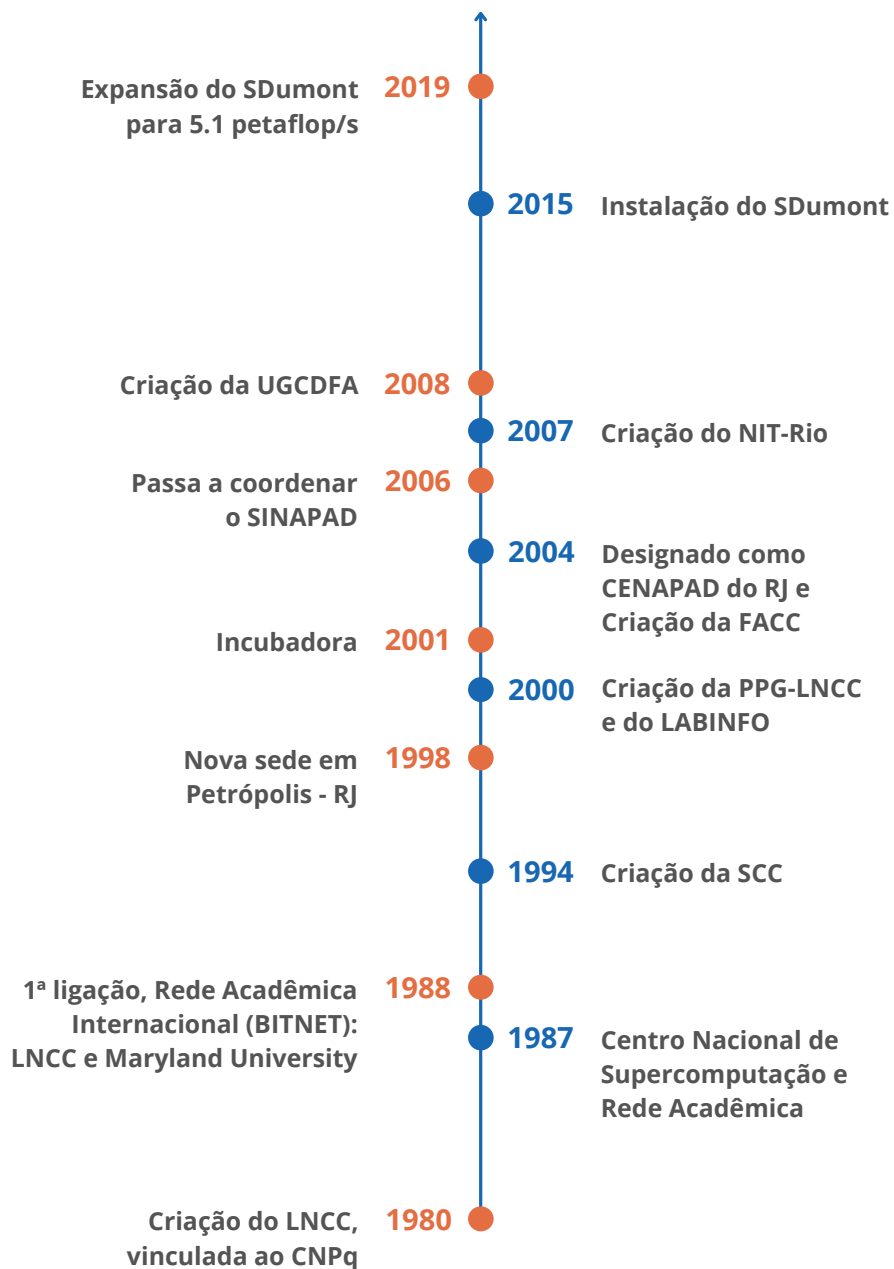 2019
Expansão do SDumont
para 5.1 petaflop/s
2015
Instalação do SDumont
2008
Criação da UGCDFA
2007
Criação do NIT-Rio
2006
Passa a coordenar
o SINAPAD
2004
Designado como
CENAPAD do RJ e
Criação da FACC
2001
Incubadora
2000
Criação da PPG-LNCC
e do LABINFO
1998
Nova sede em
Petrópolis - RJ
1994
Criação da SCC
1988
1ª ligação, Rede Acadêmica
Internacional (BITNET):
LNCC e Maryland University
1987
Centro Nacional de
Supercomputação e
Rede Acadêmica
1980
Criação do LNCC,
vinculada ao CNPq